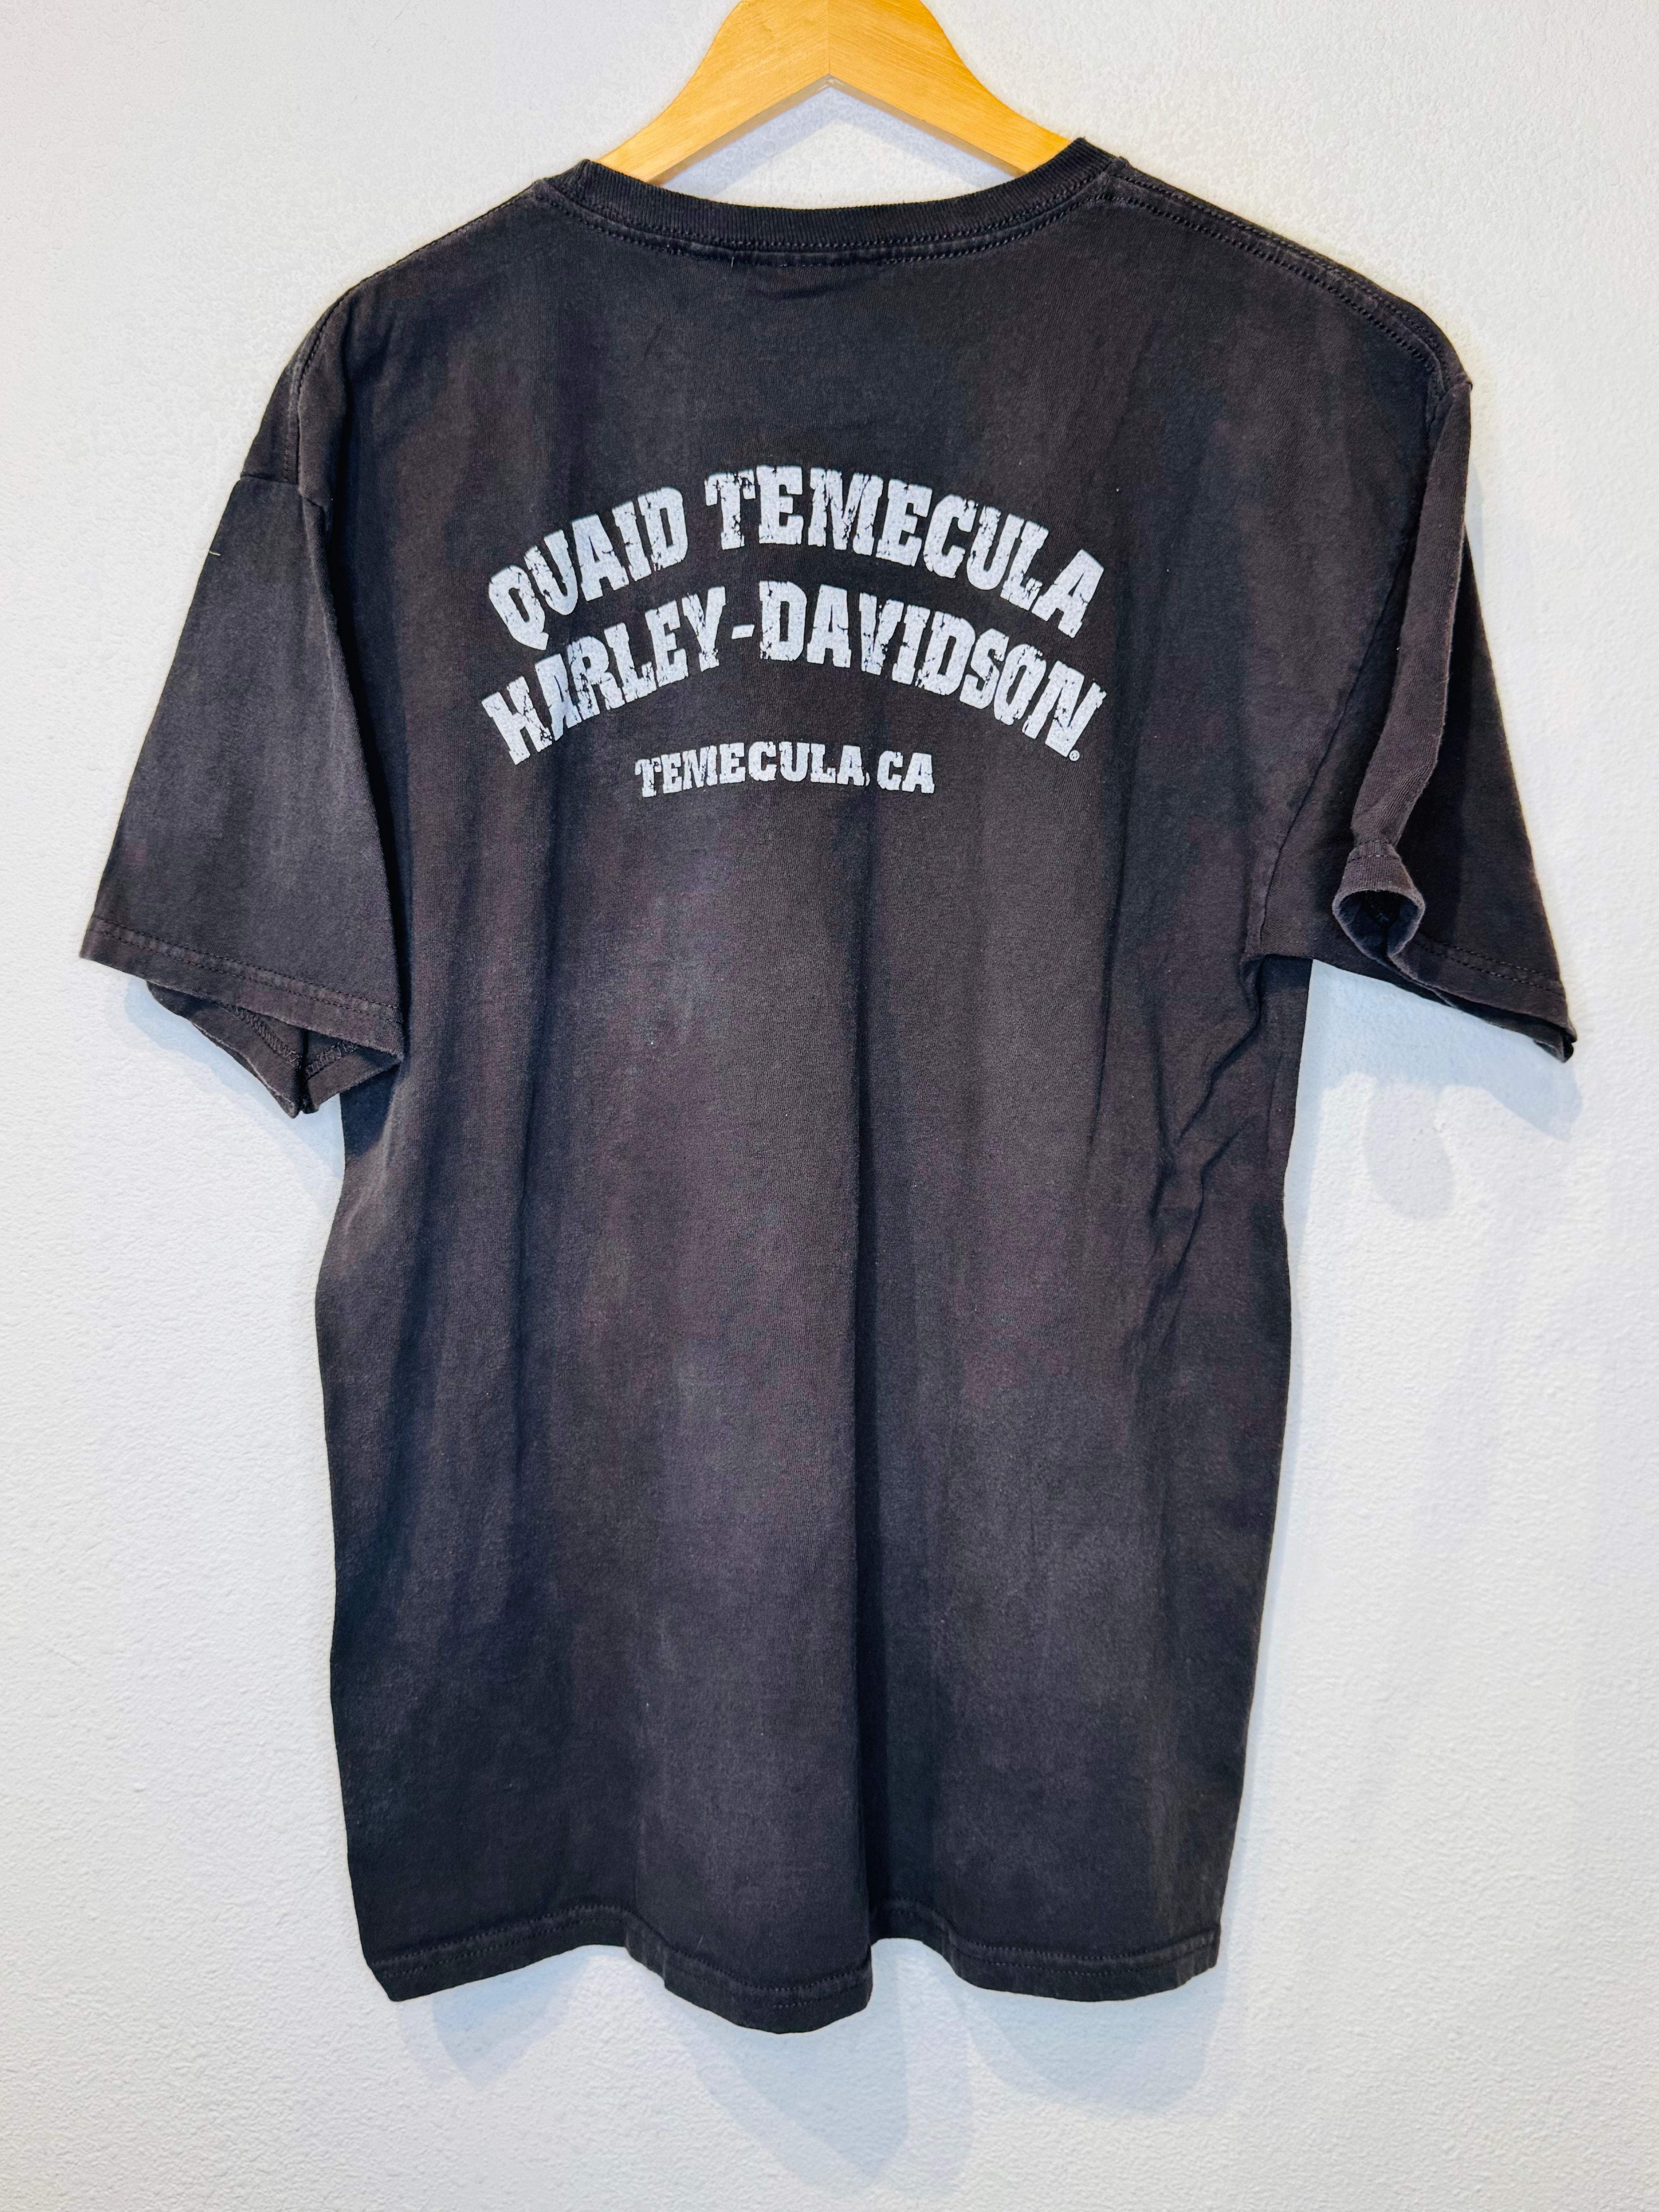 QUAID TEMECULA
HARLEY-DAVIDSON®
TEMECULA, CA